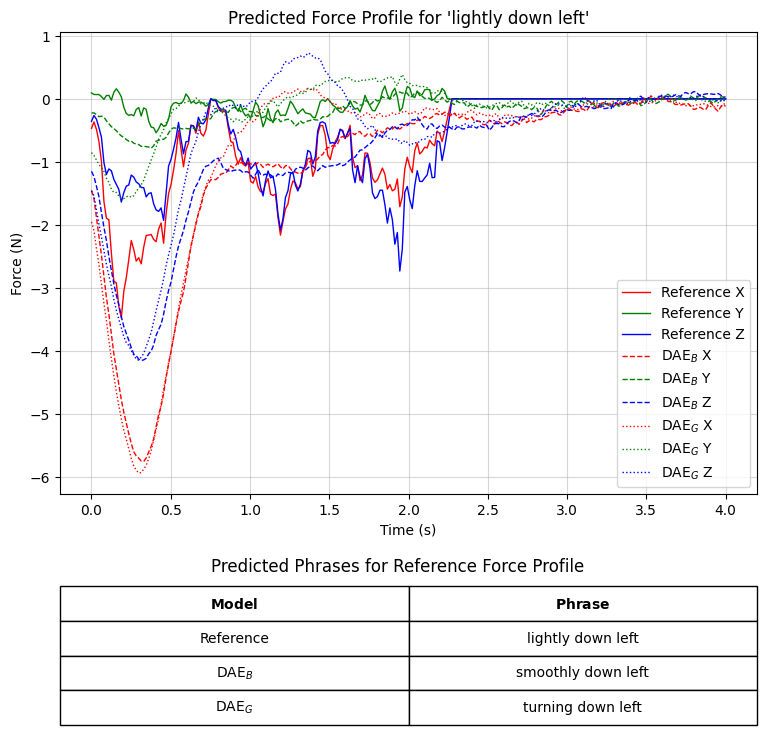 Predicted Force Profile for 'lightly down left'
1
0
−1
−2
−3
−4
−5
−6
Force (N)
Reference X
Reference Y
Reference Z
DAE_B X
DAE_B Y
DAE_B Z
DAE_G X
DAE_G Y
DAE_G Z
0.0 0.5 1.0 1.5 2.0 2.5 3.0 3.5 4.0
Time (s)
Predicted Phrases for Reference Force Profile
Model Phrase
Reference lightly down left
DAE_B smoothly down left
DAE_G turning down left